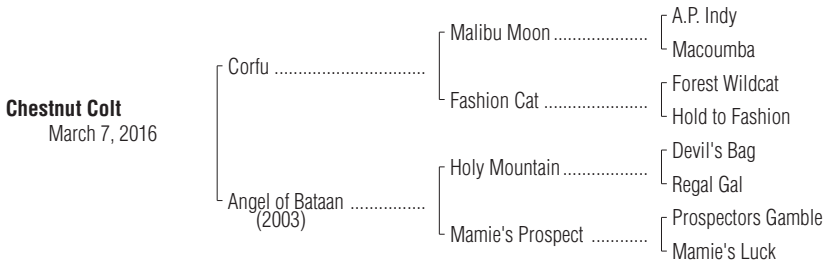 A.P. Indy
Malibu Moon .....................
Macoumba
Corfu .................................
Forest Wildcat
Fashion Cat .......................
Hold to Fashion
Chestnut Colt
March 7, 2016
Devil's Bag
Holy Mountain ...................
Regal Gal
Angel of Bataan .................
(2003)
Prospectors Gamble
Mamie's Prospect .............
Mamie's Luck